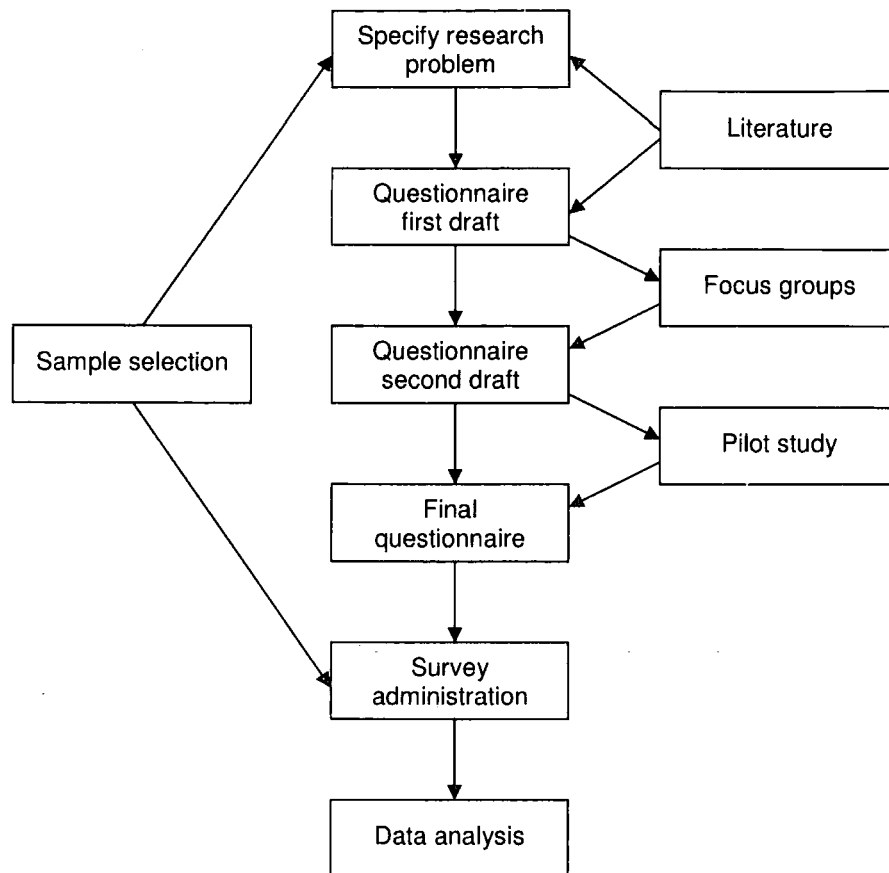 Specify research
problem
Literature
Questionnaire
first draft
Focus groups
Sample selection
Questionnaire
second draft
Pilot study
Final
questionnaire
Survey
administration
Data analysis